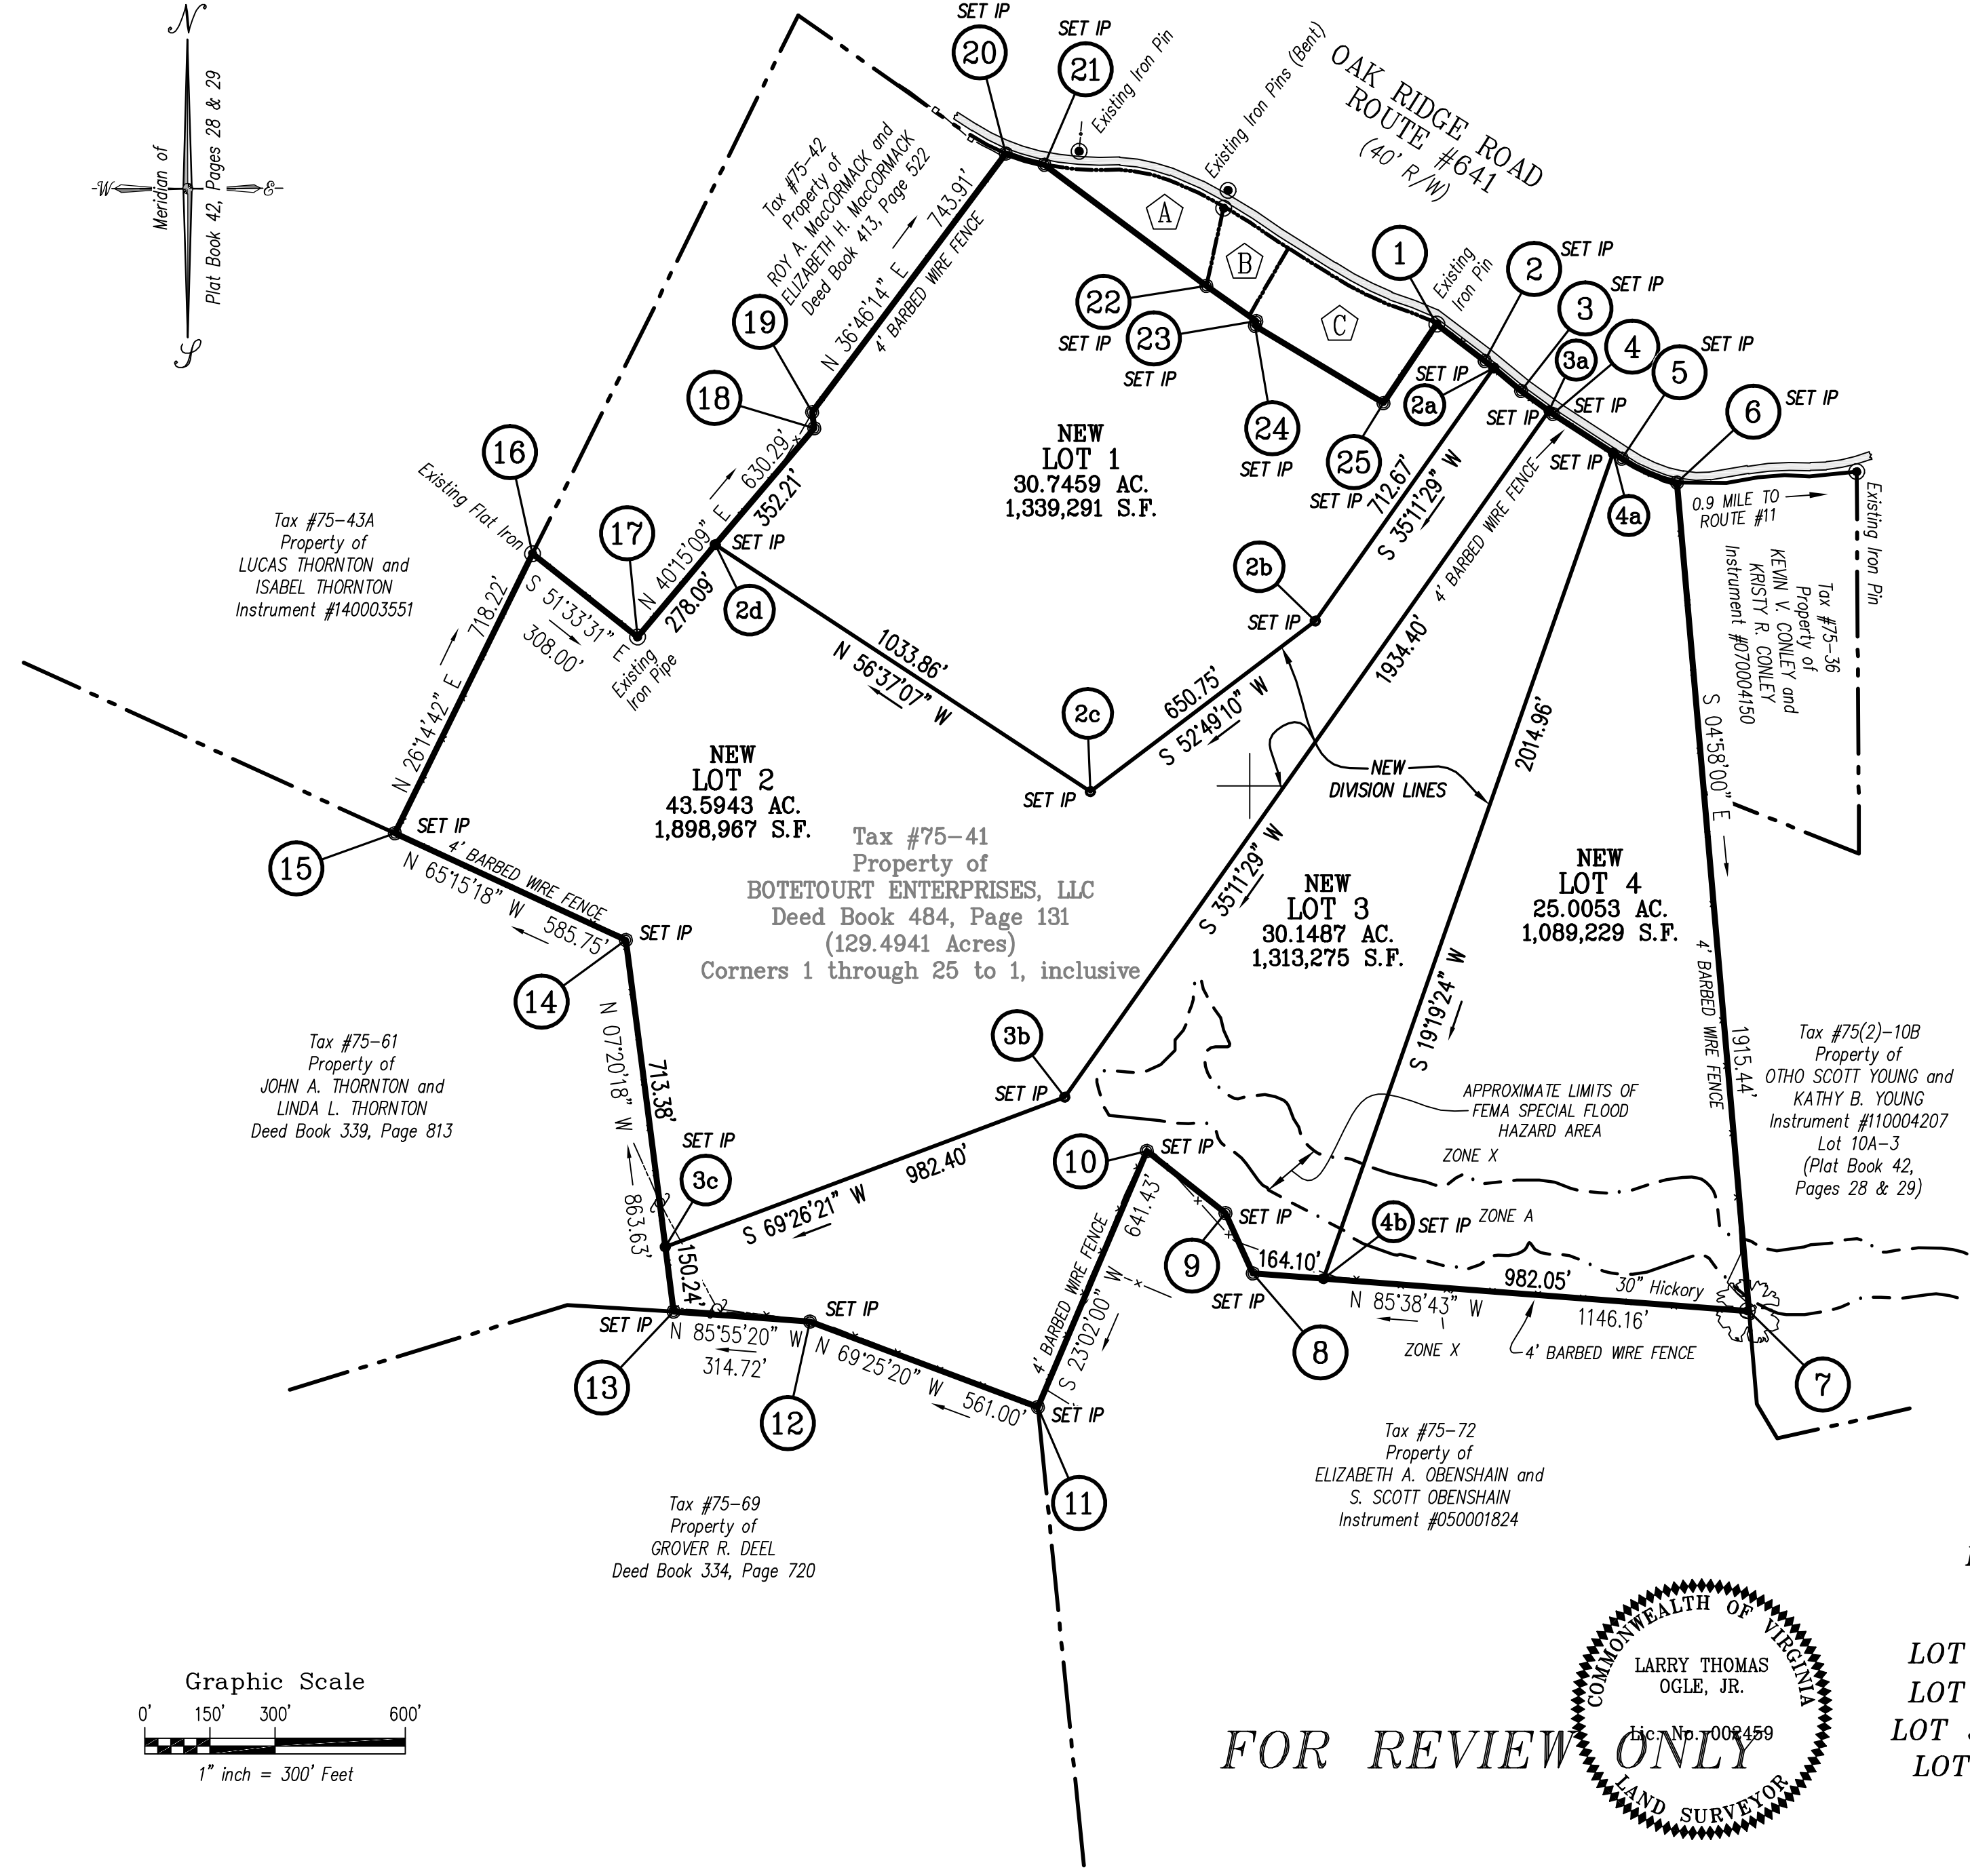 N
-W
E-
S
Meridian of
Plat Book 42, Pages 28 & 29
SET IP
20
SET IP
21
Existing Iron Pin
Existing Iron Pins (Bent)
OAK RIDGE ROAD
ROUTE #641
(40' R/W)
Tax #75-42
Property of
ROY A. MacCORMACK and
ELIZABETH H. MacCORMACK
Deed Book 413, Page 522
N 36°46'14" E 743.91'
4' BARBED WIRE FENCE
A
B
C
1
Existing
Iron Pin
2
SET IP
3
SET IP
4
3a
SET IP
5
SET IP
6
SET IP
SET IP
2a
SET IP
SET IP
4a
0.9 MILE TO
ROUTE #11
Existing Iron Pin
22
SET IP
23
SET IP
24
SET IP
25
SET IP
19
18
16
Existing Flat Iron
17
Existing
Iron Pipe
S 51°33'31" E
308.00'
N 40°15'09" E 630.29'
278.09'
352.21'
SET IP
2d
NEW
LOT 1
30.7459 AC.
1,339,291 S.F.
712.67'
S 35°11'29" W
2b
SET IP
650.75'
S 52°49'10" W
2c
SET IP
1033.86'
N 56°37'07" W
4' BARBED WIRE FENCE
1934.40'
S 35°11'29" W
2014.96'
S 19°19'24" W
NEW
DIVISION LINES
Tax #75-36
Property of
KEVIN V. CONLEY and
KRISTY R. CONLEY
Instrument #070004150
S 04°58'00" E
1915.44'
4' BARBED WIRE FENCE
Tax #75-43A
Property of
LUCAS THORNTON and
ISABEL THORNTON
Instrument #140003551
N 26°14'42" E 718.22'
15
SET IP
4' BARBED WIRE FENCE
N 65°15'18" W 585.75'
14
SET IP
NEW
LOT 2
43.5943 AC.
1,898,967 S.F.
Tax #75-41
Property of
BOTETOURT ENTERPRISES, LLC
Deed Book 484, Page 131
(129.4941 Acres)
Corners 1 through 25 to 1, inclusive
NEW
LOT 3
30.1487 AC.
1,313,275 S.F.
NEW
LOT 4
25.0053 AC.
1,089,229 S.F.
Tax #75-61
Property of
JOHN A. THORNTON and
LINDA L. THORNTON
Deed Book 339, Page 813
N 07°20'18" W 863.63'
713.38'
150.24'
SET IP
3c
3b
SET IP
982.40'
S 69°26'21" W
APPROXIMATE LIMITS OF
FEMA SPECIAL FLOOD
HAZARD AREA
ZONE X
ZONE A
ZONE X
Tax #75(2)-10B
Property of
OTHO SCOTT YOUNG and
KATHY B. YOUNG
Instrument #110004207
Lot 10A-3
(Plat Book 42,
Pages 28 & 29)
10
SET IP
9
SET IP
164.10'
4b
SET IP
SET IP
8
982.05'
30" Hickory
N 85°38'43" W
1146.16'
4' BARBED WIRE FENCE
7
641.43'
4' BARBED WIRE FENCE
S 23°02'00" W
SET IP
11
SET IP
13
N 85°55'20" W
314.72'
SET IP
12
N 69°25'20" W 561.00'
Tax #75-72
Property of
ELIZABETH A. OBENSHAIN and
S. SCOTT OBENSHAIN
Instrument #050001824
Tax #75-69
Property of
GROVER R. DEEL
Deed Book 334, Page 720
Graphic Scale
0' 150' 300' 600'
1" inch = 300' Feet
FOR REVIEW ONLY
COMMONWEALTH OF VIRGINIA
LARRY THOMAS
OGLE, JR.
Lic. No. 002459
LAND SURVEYOR
LOT
LOT
LOT
LOT